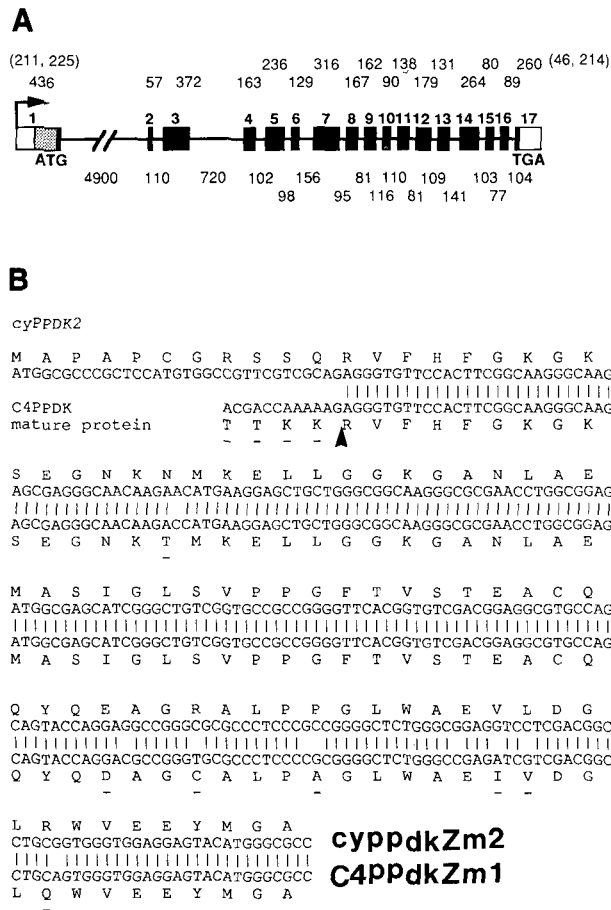 A
236 316 162 138 131 80 260 (46, 214)
(211, 225)
436 57 372 163 129 167 90 179 264 89
1 2 3 4 5 6 7 8 9 10 11 12 13 14 15 16 17
ATG TGA
4900 110 720 102 156 81 110 109 103 104
98 95 116 81 141 77
B
cyPPDK2
M A P A P C G R S S Q R V F H F G K G K
ATGGCGCCCGCTCCATGTGGCCGTTCGTCGCAGAGGGTGTTCCACTTCGGCAAGGGCAAG
C4PPDK ACGACCAAAAAGAGGGTGTTCCACTTCGGCAAGGGCAAG
mature protein T T K K R V F H F G K G K
S E G N K N M K E L L G G K G A N L A E
AGCGAGGGCAACAAGAACATGAAGGAGCTGCTGGGCGGCAAGGGCGCGAACCTGGCGGAG
AGCGAGGGCAACAAGACCATGAAGGAGCTGCTGGGCGGCAAGGGCGCGAACCTGGCGGAG
S E G N K T M K E L L G G K G A N L A E
M A S I G L S V P P G F T V S T E A C Q
ATGGCGAGCATCGGGCTGTCGGTGCCGCCGGGGTTCACGGTGTCGACGGAGGCGTGCCAG
ATGGCGAGCATCGGGCTGTCGGTGCCGCCGGGGTTCACGGTGTCGACGGAGGCGTGCCAG
M A S I G L S V P P G F T V S T E A C Q
Q Y Q E A G R A L P P G L W A E V L D G
CAGTACCAGGAGGCCGGGCGCGCCCTCCCGCCGGGGCTCTGGGCGGAGGTCCTCGACGGC
CAGTACCAGGACGCCGGGTGCGCCCTCCCCGCGGGGCTCTGGGCCGAGATCGTCGACGGC
Q Y Q D A G C A L P A G L W A E I V D G
L R W V E E Y M G A
CTGCGGTGGGTGGAGGAGTACATGGGCGCC cyppdkZm2
CTGCAGTGGGTGGAGGAGTACATGGGCGCC C4ppdkZm1
L Q W V E E Y M G A